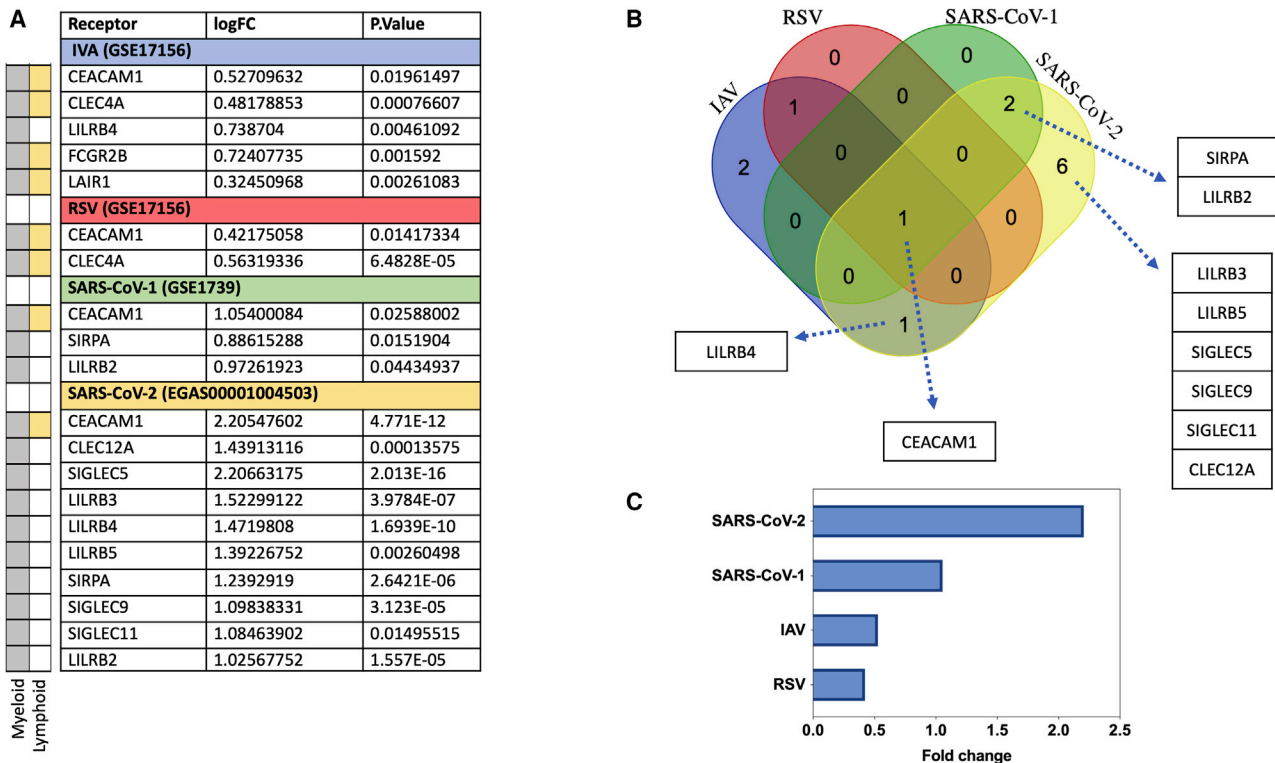 A
Receptor logFC P.Value
IVA (GSE17156)
CEACAM1 0.52709632 0.01961497
CLEC4A 0.48178853 0.00076607
LILRB4 0.738704 0.00461092
FCGR2B 0.72407735 0.001592
LAIR1 0.32450968 0.00261083
RSV (GSE17156)
CEACAM1 0.42175058 0.01417334
CLEC4A 0.56319336 6.4828E-05
SARS-CoV-1 (GSE1739)
CEACAM1 1.05400084 0.02588002
SIRPA 0.88615288 0.0151904
LILRB2 0.97261923 0.04434937
SARS-CoV-2 (EGAS00001004503)
CEACAM1 2.20547602 4.771E-12
CLEC12A 1.43913116 0.00013575
SIGLEC5 2.20663175 2.013E-16
LILRB3 1.52299122 3.9784E-07
LILRB4 1.4719808 1.6939E-10
LILRB5 1.39226752 0.00260498
SIRPA 1.2392919 2.6421E-06
SIGLEC9 1.09838331 3.123E-05
SIGLEC11 1.08463902 0.01495515
LILRB2 1.02567752 1.557E-05
Myeloid
Lymphoid
B
IAV
RSV
SARS-CoV-1
SARS-CoV-2
0 0
1 0 2
2 0 0 6
0 1 0
0 0
1
SIRPA
LILRB2
LILRB3
LILRB5
SIGLEC5
SIGLEC9
SIGLEC11
CLEC12A
LILRB4
CEACAM1
C
SARS-CoV-2
SARS-CoV-1
IAV
RSV
0.0 0.5 1.0 1.5 2.0 2.5
Fold change